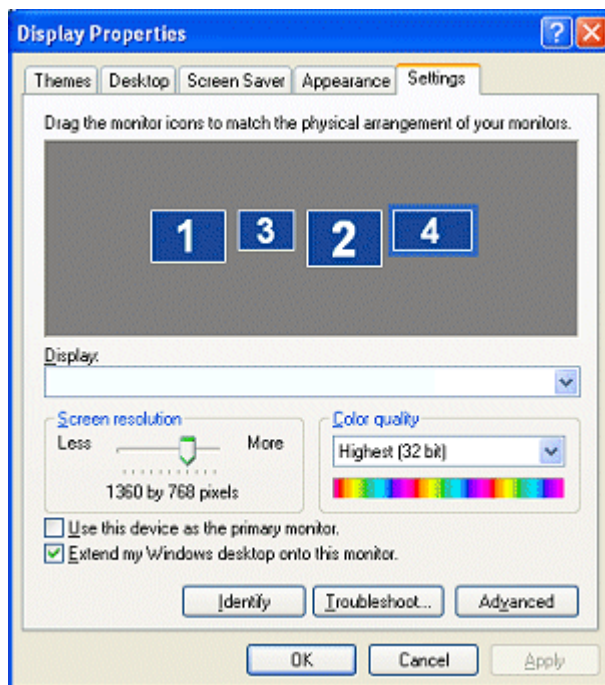 Display Properties
Themes Desktop Screen Saver Appearance Settings
Drag the monitor icons to match the physical arrangement of your monitors.
1 3 2 4
Display:
Screen resolution
Less More
1360 by 768 pixels
Color quality
Highest (32 bit)
Use this device as the primary monitor.
Extend my Windows desktop onto this monitor.
Identify Troubleshoot... Advanced
OK Cancel Apply